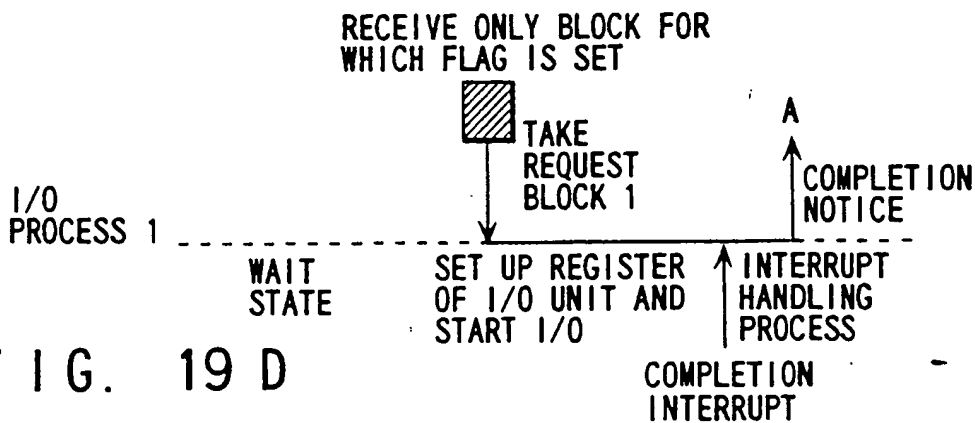 RECEIVE ONLY BLOCK FOR
WHICH FLAG IS SET
TAKE
REQUEST
BLOCK 1
A
COMPLETION
NOTICE
I/O
PROCESS 1
WAIT
STATE
SET UP REGISTER
OF I/O UNIT AND
START I/O
INTERRUPT
HANDLING
PROCESS
COMPLETION
INTERRUPT
IG. 19 D